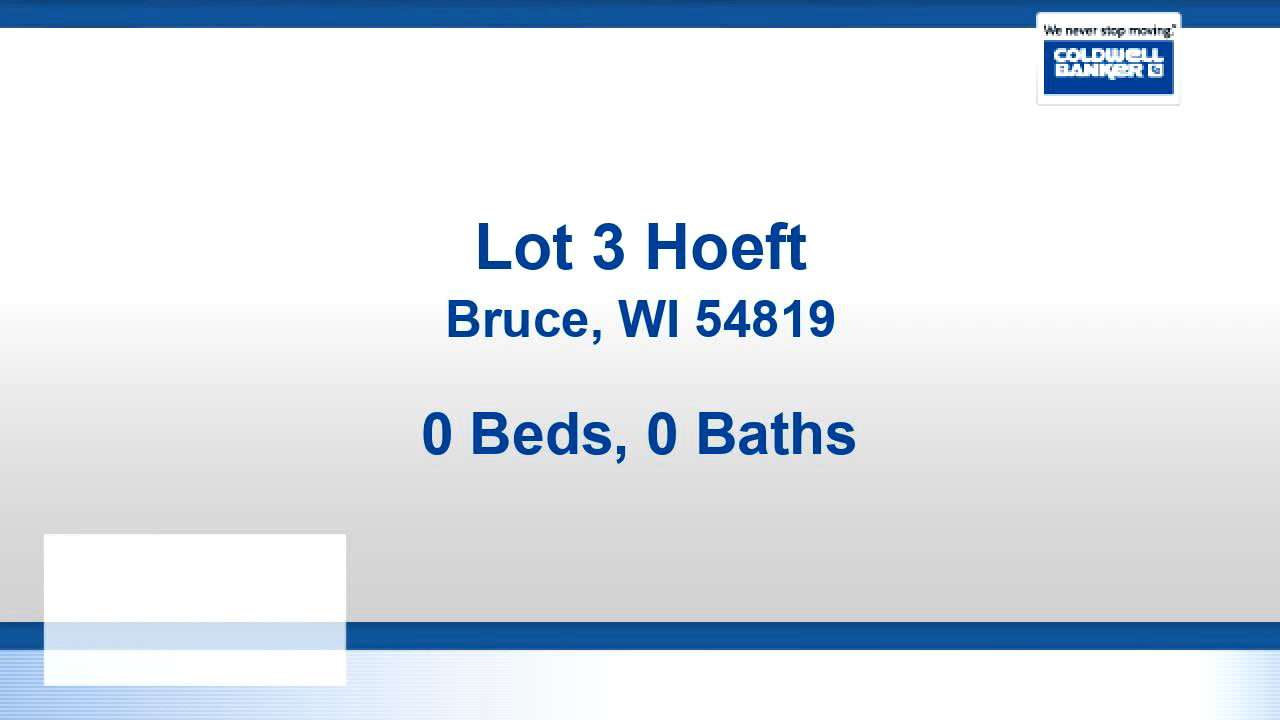 We never stop moving.®
COLDWELL
BANKER
Lot 3 Hoeft
Bruce, WI 54819
0 Beds, 0 Baths